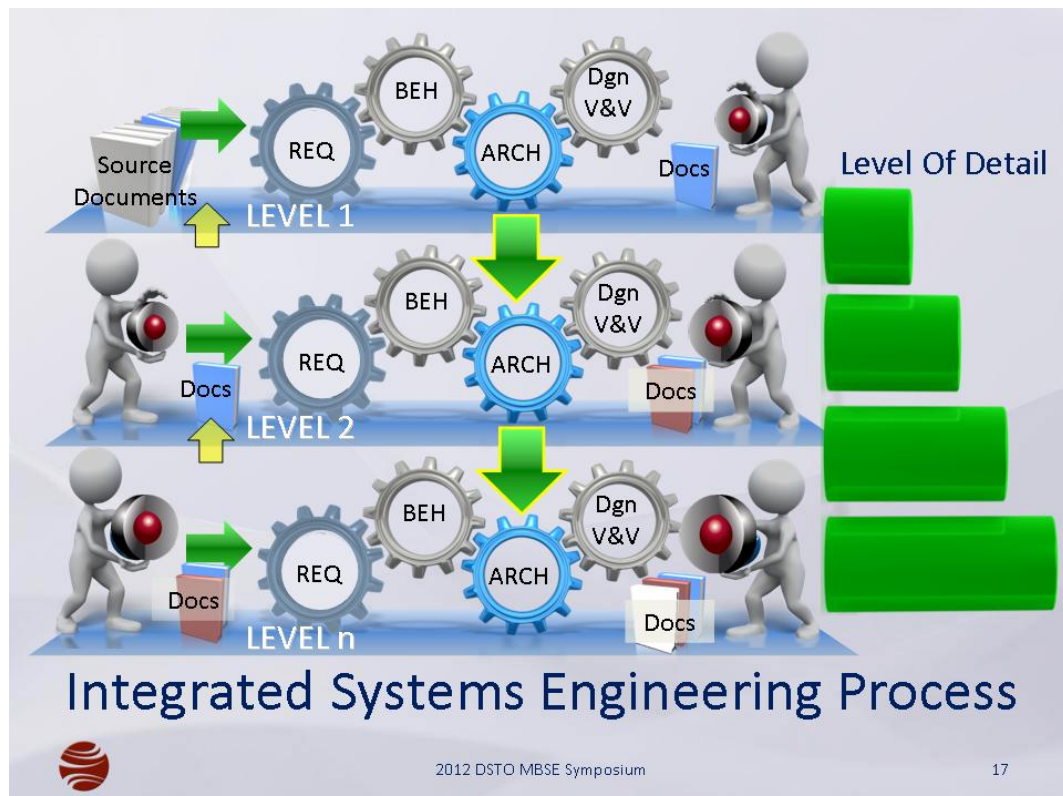 BEH
Dgn
V&V
REQ
ARCH
Source
Documents
Docs
Level Of Detail
LEVEL 1
BEH
Dgn
V&V
REQ
ARCH
Docs
Docs
LEVEL 2
BEH
Dgn
V&V
REQ
ARCH
Docs
Docs
LEVEL n
Integrated Systems Engineering Process
2012 DSTO MBSE Symposium
17